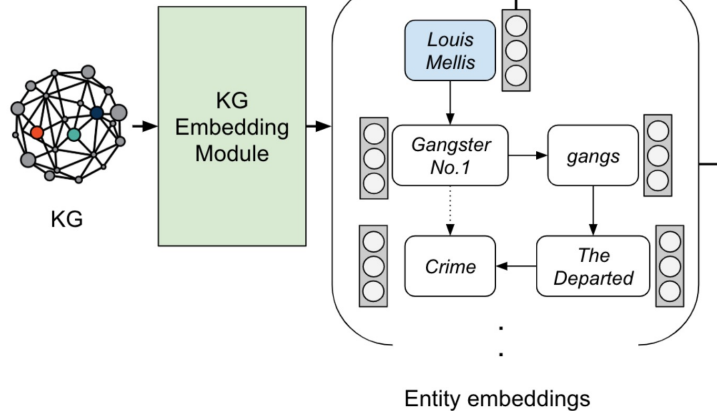 Louis
Mellis
KG
Embedding
Module
Gangster
No.1
gangs
KG
Crime
The
Departed
Entity embeddings